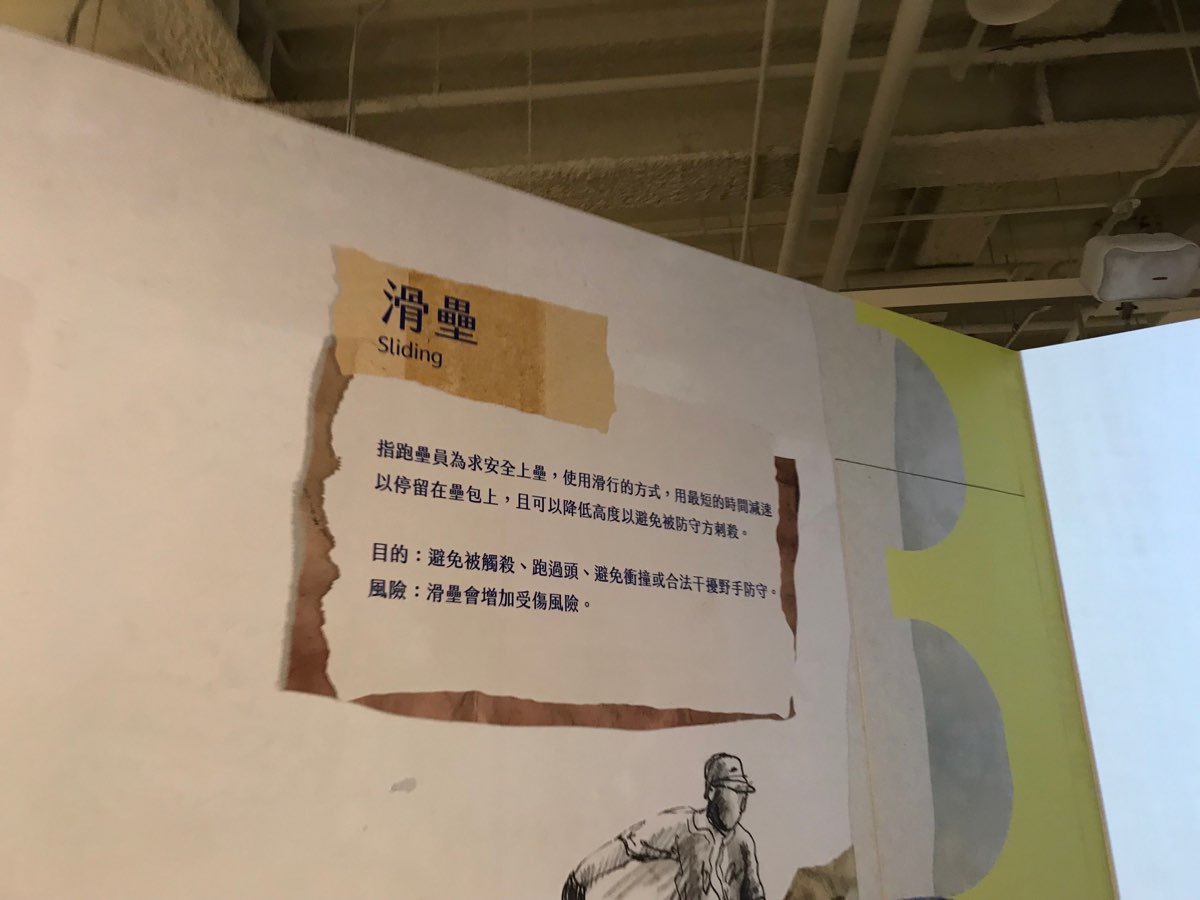 滑壘
Sliding
指跑壘員為求安全上壘，使用滑行的方式，用最短的時間減速
以停留在壘包上，且可以降低高度以避免被防守方刺殺。
目的：避免被觸殺、跑過頭、避免衝撞或合法干擾野手防守。
風險：滑壘會增加受傷風險。